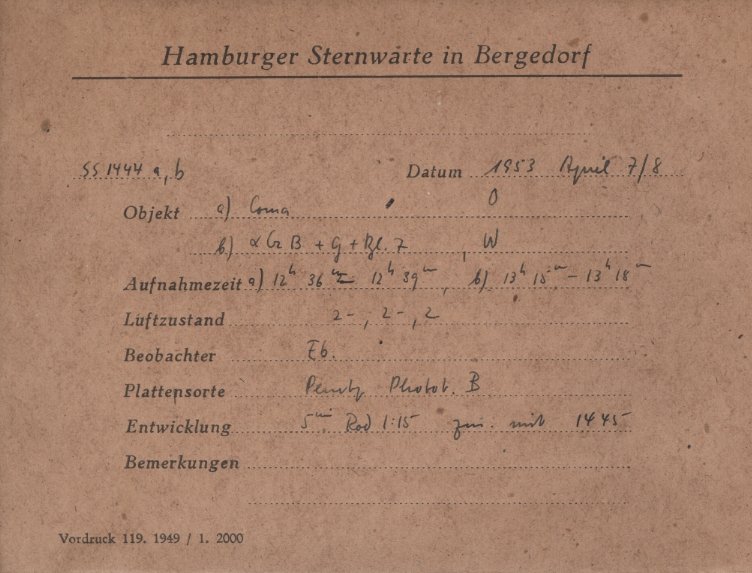 Hamburger Sternwarte in Bergedorf
SS 1444 a, b Datum 1953 April 7/8
Objekt a) Coma O
b) α Cr B + G + Bl. 7, W
Aufnahmezeit a) 12h 36m – 12h 39m, b) 13h 15m – 13h 18m
Luftzustand 2-, 2-, 2
Beobachter Eb.
Plattensorte Perutz Photot. B
Entwicklung 5min Rod 1:15 zus. mit 1445
Bemerkungen
Vordruck 119. 1949 / 1. 2000